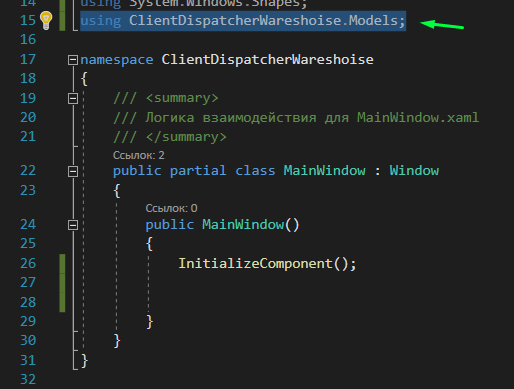 14 using System.Windows.Shapes;
15 using ClientDispatcherWareshoise.Models;
16
17 namespace ClientDispatcherWareshoise
18 {
19 /// <summary>
20 /// Логика взаимодействия для MainWindow.xaml
21 /// </summary>
Ссылок: 2
22 public partial class MainWindow : Window
23 {
Ссылок: 0
24 public MainWindow()
25 {
26 InitializeComponent();
27
28
29 }
30 }
31 }
32